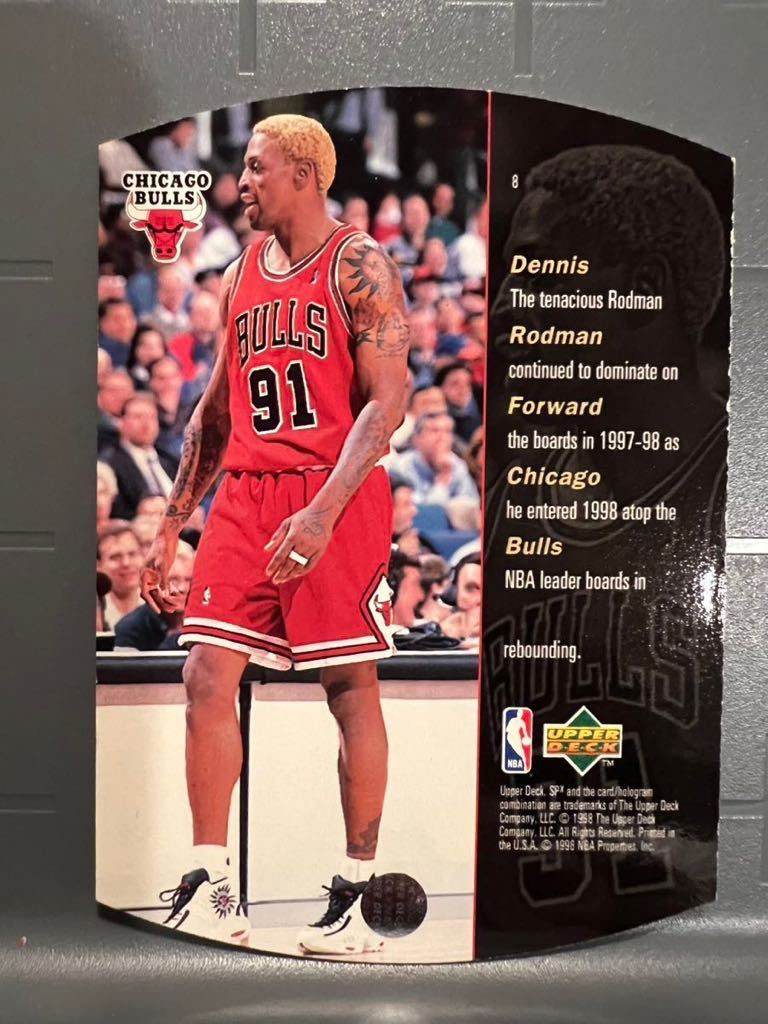 CHICAGO
BULLS
BULLS
91
8
Dennis
The tenacious Rodman
Rodman
continued to dominate on
Forward
the boards in 1997-98 as
Chicago
he entered 1998 atop the
Bulls
NBA leader boards in
rebounding.
BULLS
91
NBA
UPPER
DECK
TM
Upper Deck. SPx and the card/hologram
combination are trademarks of The Upper Deck
Company, LLC. © 1998 The Upper Deck
Company, LLC. All Rights Reserved. Printed in
the U.S.A. © 1998 NBA Properties, Inc.